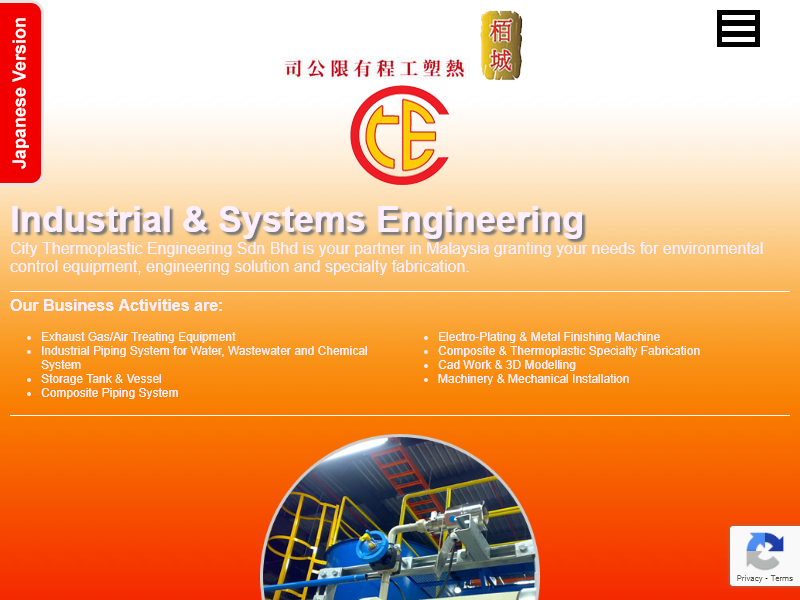 Japanese Version
栢城
司公限有程工塑熱
CTE
Industrial & Systems Engineering
City Thermoplastic Engineering Sdn Bhd is your partner in Malaysia granting your needs for environmental
control equipment, engineering solution and specialty fabrication.
Our Business Activities are:
Exhaust Gas/Air Treating Equipment
Industrial Piping System for Water, Wastewater and Chemical
System
Storage Tank & Vessel
Composite Piping System
Electro-Plating & Metal Finishing Machine
Composite & Thermoplastic Specialty Fabrication
Cad Work & 3D Modelling
Machinery & Mechanical Installation
Privacy - Terms